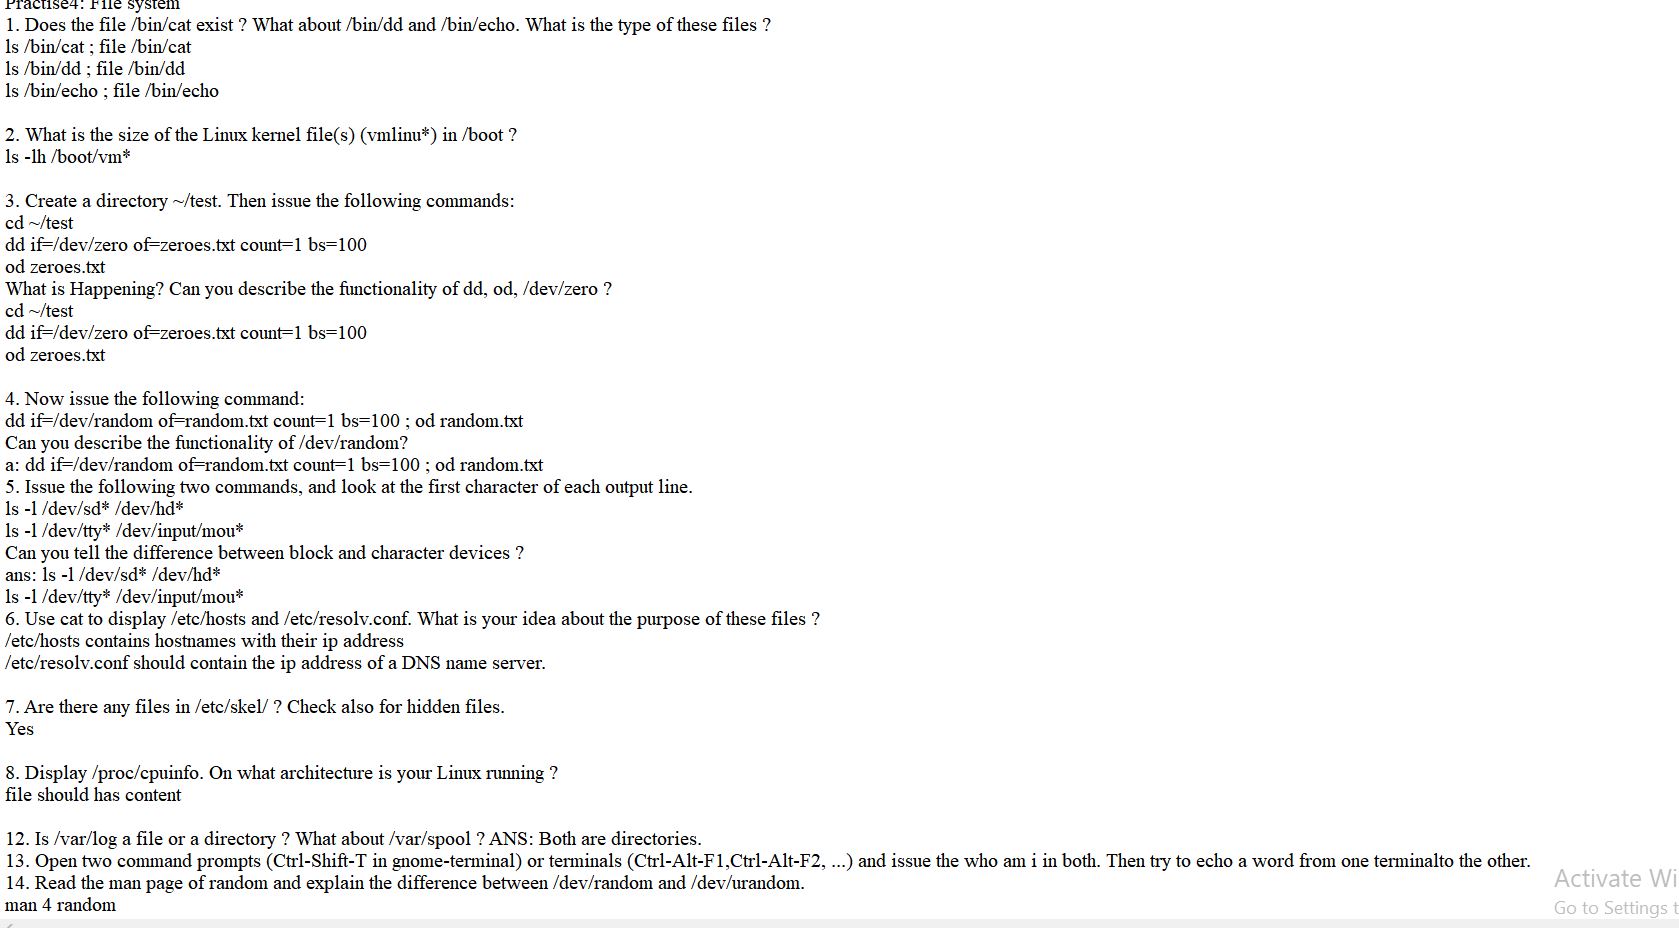 Practise4: File system
1. Does the file /bin/cat exist ? What about /bin/dd and /bin/echo. What is the type of these files ?
ls /bin/cat ; file /bin/cat
ls /bin/dd ; file /bin/dd
ls /bin/echo ; file /bin/echo
2. What is the size of the Linux kernel file(s) (vmlinu*) in /boot ?
ls -lh /boot/vm*
3. Create a directory ~/test. Then issue the following commands:
cd ~/test
dd if=/dev/zero of=zeroes.txt count=1 bs=100
od zeroes.txt
What is Happening? Can you describe the functionality of dd, od, /dev/zero ?
cd ~/test
dd if=/dev/zero of=zeroes.txt count=1 bs=100
od zeroes.txt
4. Now issue the following command:
dd if=/dev/random of=random.txt count=1 bs=100 ; od random.txt
Can you describe the functionality of /dev/random?
a: dd if=/dev/random of=random.txt count=1 bs=100 ; od random.txt
5. Issue the following two commands, and look at the first character of each output line.
ls -l /dev/sd* /dev/hd*
ls -l /dev/tty* /dev/input/mou*
Can you tell the difference between block and character devices ?
ans: ls -l /dev/sd* /dev/hd*
ls -l /dev/tty* /dev/input/mou*
6. Use cat to display /etc/hosts and /etc/resolv.conf. What is your idea about the purpose of these files ?
/etc/hosts contains hostnames with their ip address
/etc/resolv.conf should contain the ip address of a DNS name server.
7. Are there any files in /etc/skel/ ? Check also for hidden files.
Yes
8. Display /proc/cpuinfo. On what architecture is your Linux running ?
file should has content
12. Is /var/log a file or a directory ? What about /var/spool ? ANS: Both are directories.
13. Open two command prompts (Ctrl-Shift-T in gnome-terminal) or terminals (Ctrl-Alt-F1,Ctrl-Alt-F2, ...) and issue the who am i in both. Then try to echo a word from one terminalto the other.
14. Read the man page of random and explain the difference between /dev/random and /dev/urandom.
man 4 random
Activate Wi
Go to Settings t